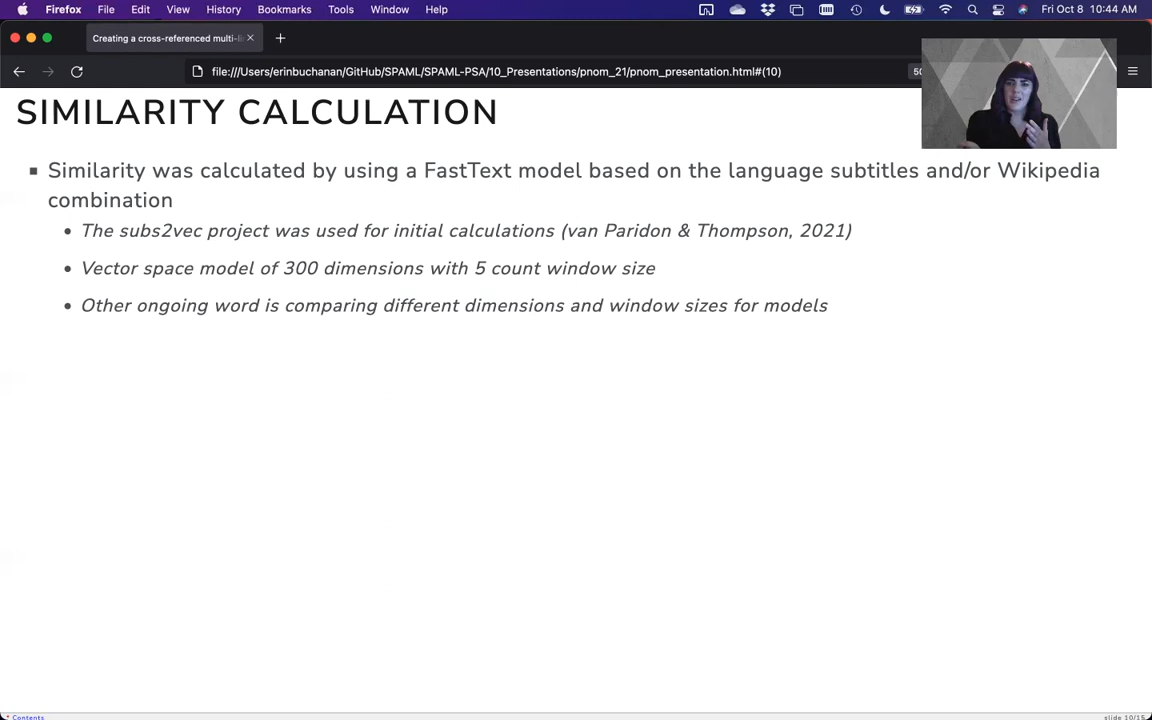 Firefox File Edit View History Bookmarks Tools Window Help Fri Oct 8 10:44 AM
Creating a cross-referenced multi-li
file:///Users/erinbuchanan/GitHub/SPAML/SPAML-PSA/10_Presentations/pnom_21/pnom_presentation.html#(10)
SIMILARITY CALCULATION
Similarity was calculated by using a FastText model based on the language subtitles and/or Wikipedia
combination
The subs2vec project was used for initial calculations (van Paridon & Thompson, 2021)
Vector space model of 300 dimensions with 5 count window size
Other ongoing word is comparing different dimensions and window sizes for models
Contents slide 10/15